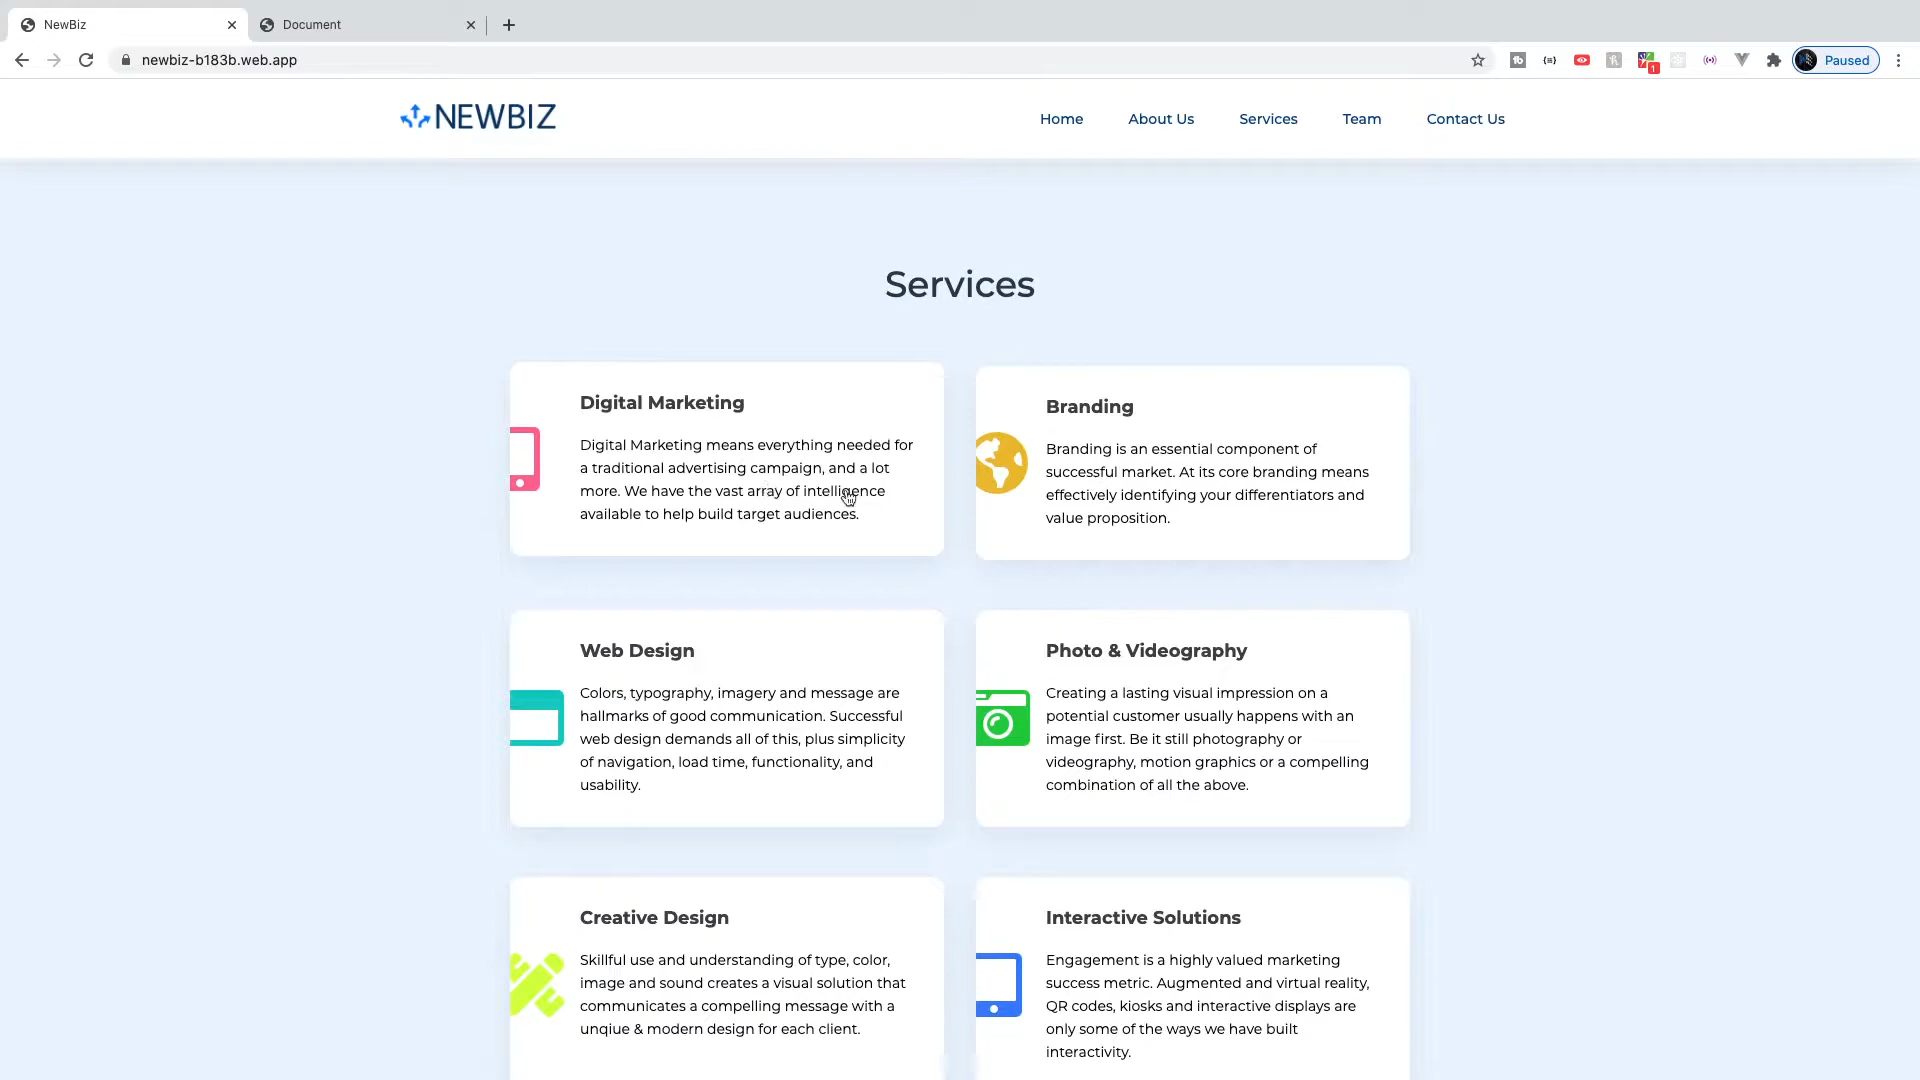 NewBiz
Document
newbiz-b183b.web.app
1
Paused
NEWBIZ
Home
About Us
Services
Team
Contact Us
Services
Digital Marketing
Digital Marketing means everything needed for
a traditional advertising campaign, and a lot
more. We have the vast array of intelligence
available to help build target audiences.
Branding
Branding is an essential component of
successful market. At its core branding means
effectively identifying your differentiators and
value proposition.
Web Design
Colors, typography, imagery and message are
hallmarks of good communication. Successful
web design demands all of this, plus simplicity
of navigation, load time, functionality, and
usability.
Photo & Videography
Creating a lasting visual impression on a
potential customer usually happens with an
image first. Be it still photography or
videography, motion graphics or a compelling
combination of all the above.
Creative Design
Skillful use and understanding of type, color,
image and sound creates a visual solution that
communicates a compelling message with a
unqiue & modern design for each client.
Interactive Solutions
Engagement is a highly valued marketing
success metric. Augmented and virtual reality,
QR codes, kiosks and interactive displays are
only some of the ways we have built
interactivity.